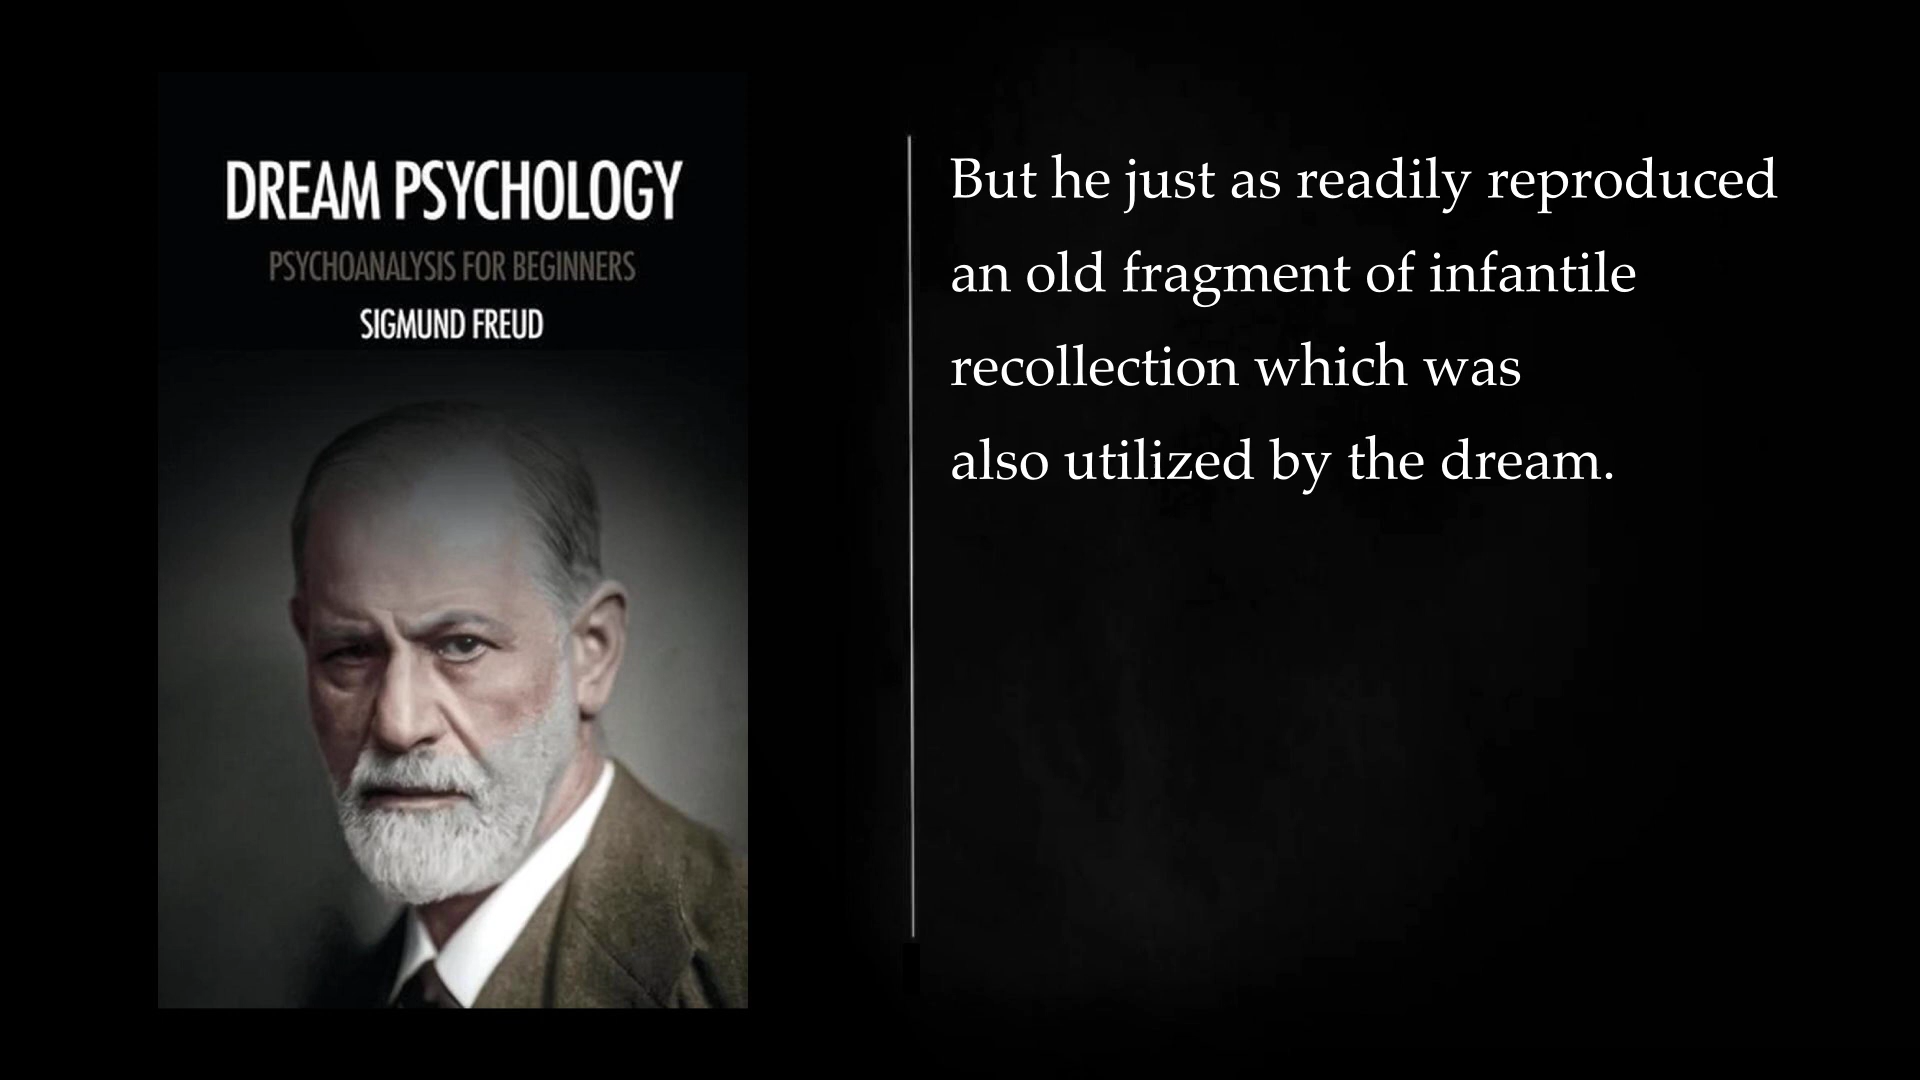 DREAM PSYCHOLOGY
PSYCHOANALYSIS FOR BEGINNERS
SIGMUND FREUD
But he just as readily reproduced
an old fragment of infantile
recollection which was
also utilized by the dream.